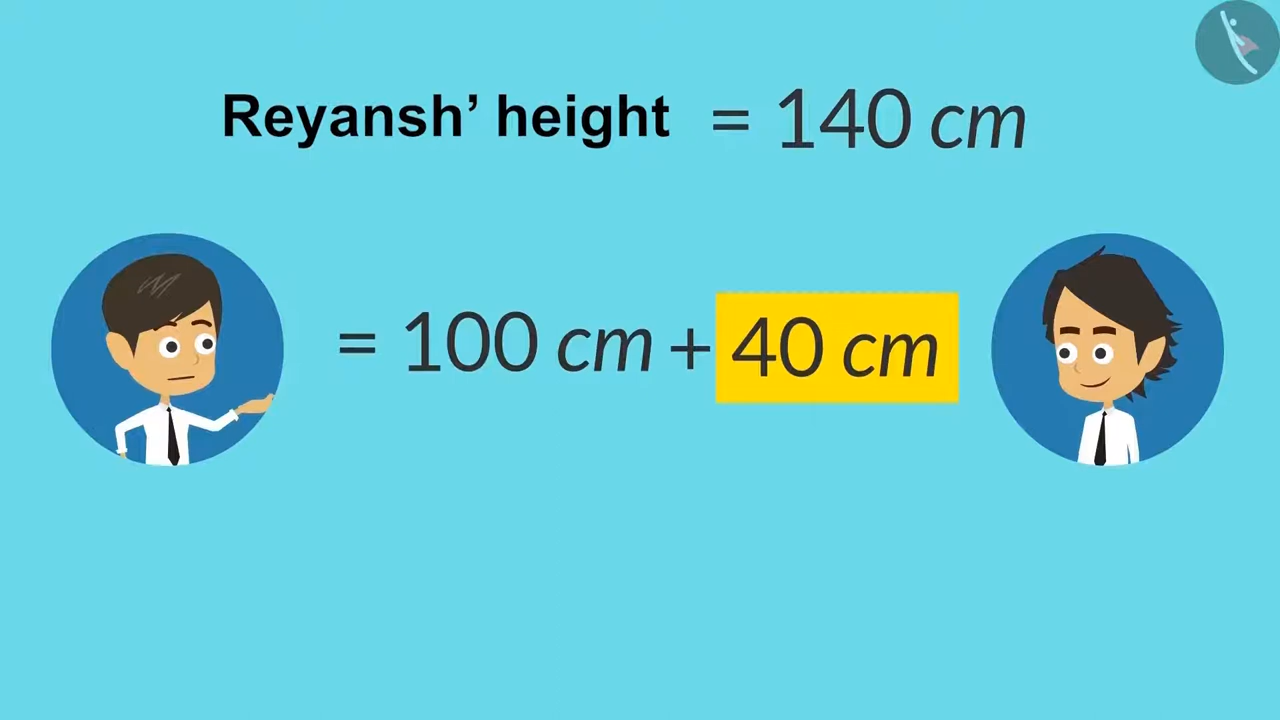 Reyansh’ height = 140 cm
= 100 cm + 40 cm